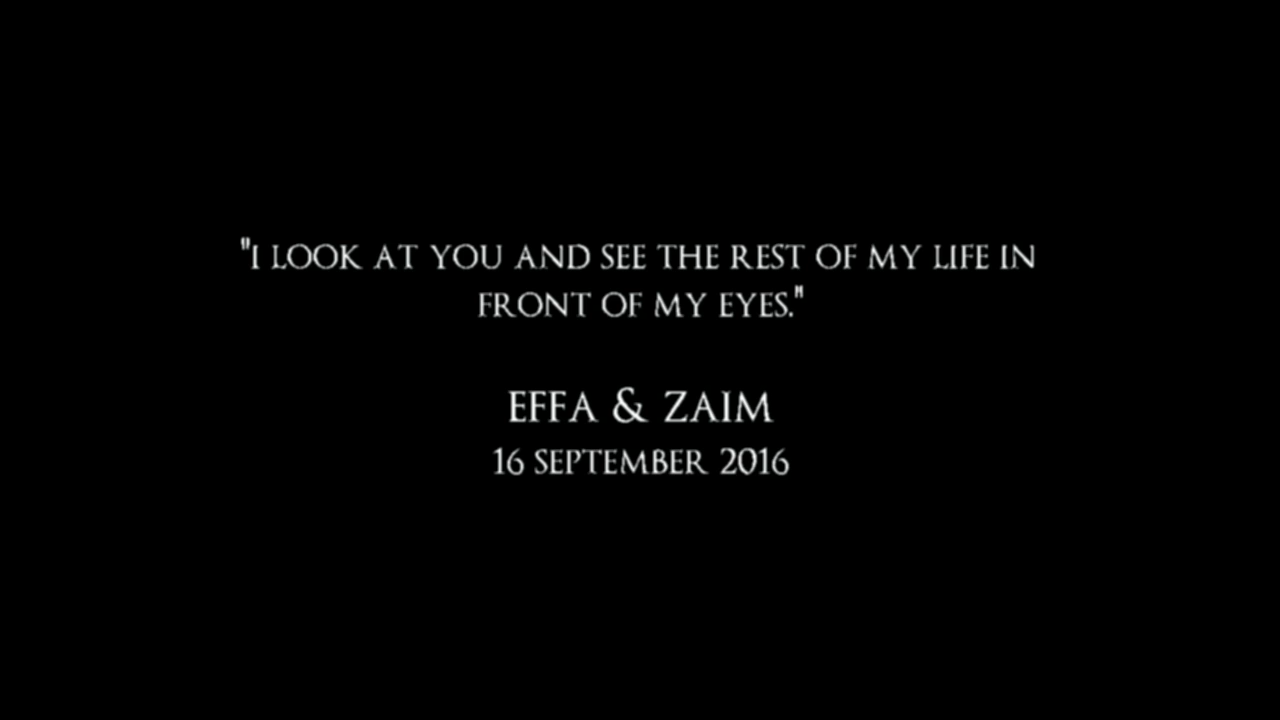 "I LOOK AT YOU AND SEE THE REST OF MY LIFE IN
FRONT OF MY EYES."
EFFA & ZAIM
16 SEPTEMBER 2016